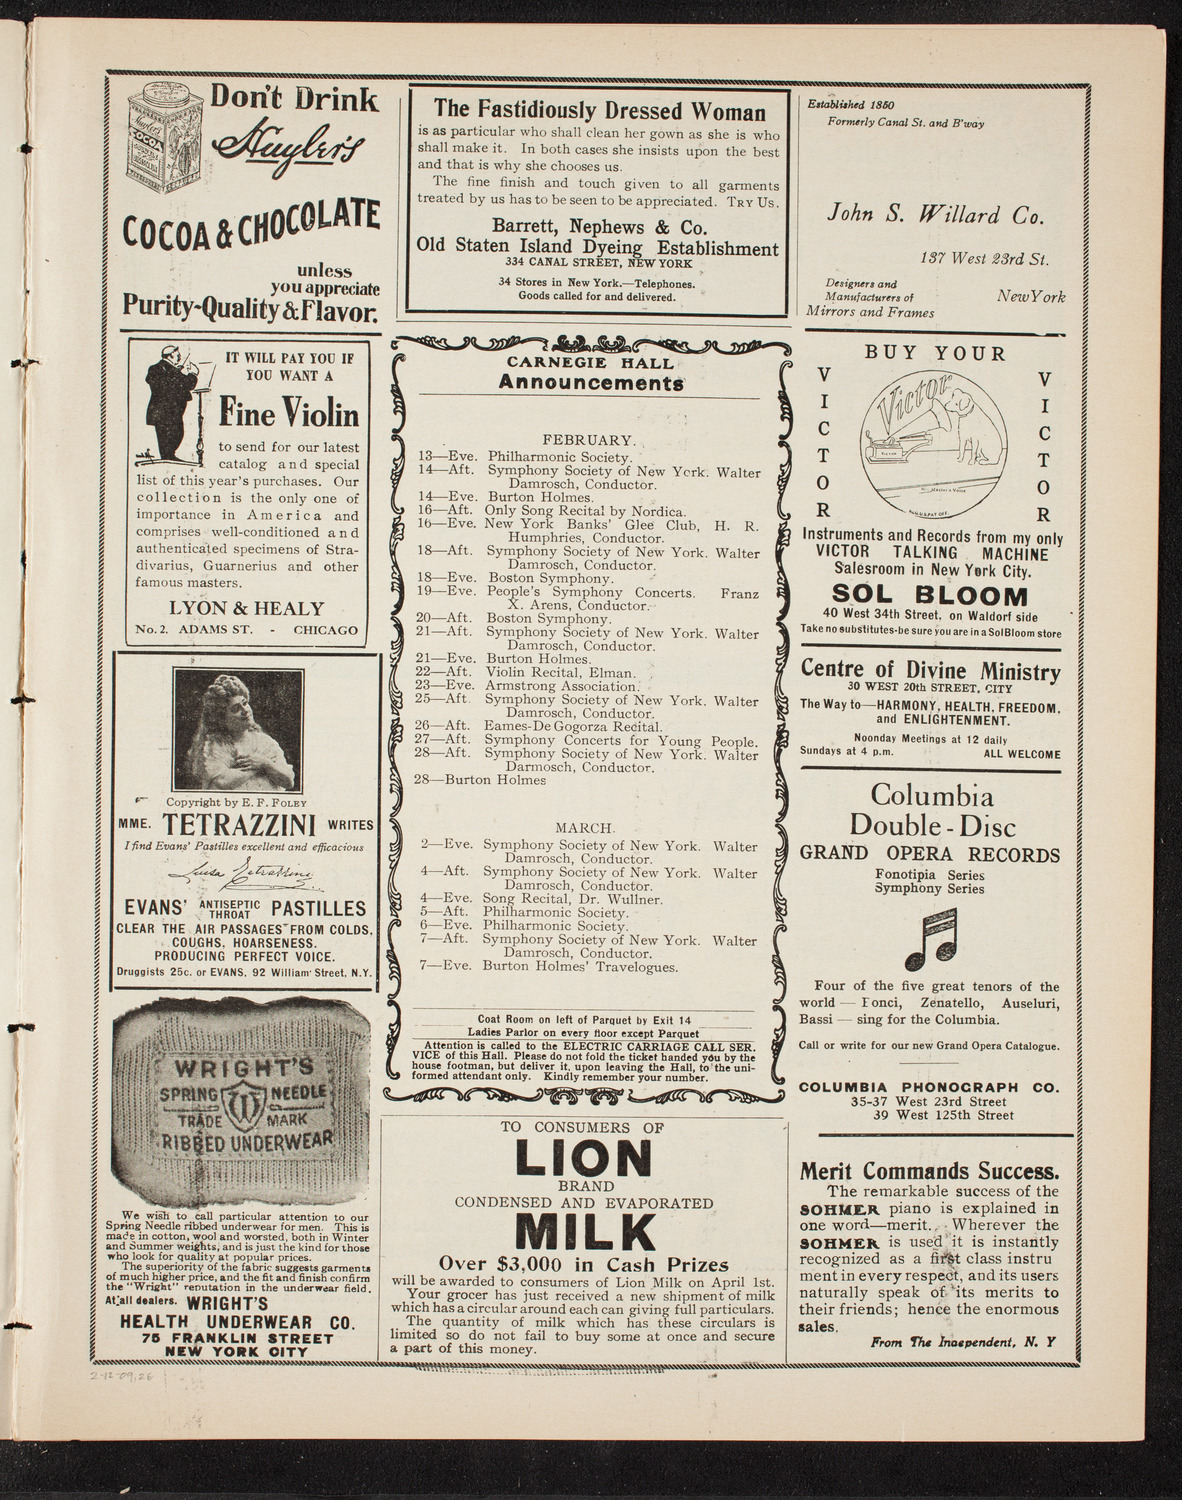 Don't Drink
Huyler's
COCOA & CHOCOLATE
unless
you appreciate
Purity-Quality & Flavor.
The Fastidiously Dressed Woman
is as particular who shall clean her gown as she is who
shall make it. In both cases she insists upon the best
and that is why she chooses us.
The fine finish and touch given to all garments
treated by us has to be seen to be appreciated. TRY US.
Barrett, Nephews & Co.
Old Staten Island Dyeing Establishment
334 CANAL STREET, NEW YORK
34 Stores in New York.—Telephones.
Goods called for and delivered.
Established 1850
Formerly Canal St. and B'way
John S. Willard Co.
137 West 23rd St.
Designers and
Manufacturers of
NewYork
Mirrors and Frames
IT WILL PAY YOU IF
YOU WANT A
Fine Violin
to send for our latest
catalog and special
list of this year's purchases. Our
collection is the only one of
importance in America and
comprises well-conditioned and
authenticated specimens of Stra-
divarius, Guarnerius and other
famous masters.
LYON & HEALY
No. 2. ADAMS ST. - CHICAGO
Copyright by E. F. FOLEY
MME. TETRAZZINI WRITES
I find Evans' Pastilles excellent and efficacious
Luisa Tetrazzini
EVANS' ANTISEPTIC THROAT PASTILLES
CLEAR THE AIR PASSAGES FROM COLDS,
COUGHS, HOARSENESS.
PRODUCING PERFECT VOICE.
Druggists 25c. or EVANS, 92 William Street, N.Y.
WRIGHT'S
SPRING NEEDLE
W
TRADE MARK
RIBBED UNDERWEAR
We wish to call particular attention to our
Spring Needle ribbed underwear for men. This is
made in cotton, wool and worsted, both in Winter
and Summer weights, and is just the kind for those
who look for quality at popular prices.
The superiority of the fabric suggests garments
of much higher price, and the fit and finish confirm
the "Wright" reputation in the underwear field.
At all dealers. WRIGHT'S
HEALTH UNDERWEAR CO.
75 FRANKLIN STREET
NEW YORK CITY
CARNEGIE HALL
Announcements
FEBRUARY.
13—Eve. Philharmonic Society.
14—Aft. Symphony Society of New York. Walter
Damrosch, Conductor.
14—Eve. Burton Holmes.
16—Aft. Only Song Recital by Nordica.
16—Eve. New York Banks' Glee Club, H. R.
Humphries, Conductor.
18—Aft. Symphony Society of New York. Walter
Damrosch, Conductor.
18—Eve. Boston Symphony.
19—Eve. People's Symphony Concerts. Franz
X. Arens, Conductor.
20—Aft. Boston Symphony.
21—Aft. Symphony Society of New York. Walter
Damrosch, Conductor.
21—Eve. Burton Holmes.
22—Aft. Violin Recital, Elman.
23—Eve. Armstrong Association.
25—Aft. Symphony Society of New York. Walter
Damrosch, Conductor.
26—Aft. Eames-De Gogorza Recital.
27—Aft. Symphony Concerts for Young People.
28—Aft. Symphony Society of New York. Walter
Darmosch, Conductor.
28—Burton Holmes
MARCH.
2—Eve. Symphony Society of New York. Walter
Damrosch, Conductor.
4—Aft. Symphony Society of New York. Walter
Damrosch, Conductor.
4—Eve. Song Recital, Dr. Wullner.
5—Aft. Philharmonic Society.
6—Eve. Philharmonic Society.
7—Aft. Symphony Society of New York. Walter
Damrosch, Conductor.
7—Eve. Burton Holmes' Travelogues.
Coat Room on left of Parquet by Exit 14
Ladies Parlor on every floor except Parquet
Attention is called to the ELECTRIC CARRIAGE CALL SER.
VICE of this Hall. Please do not fold the ticket handed you by the
house footman, but deliver it, upon leaving the Hall, to the uni-
formed attendant only. Kindly remember your number.
TO CONSUMERS OF
LION
BRAND
CONDENSED AND EVAPORATED
MILK
Over $3,000 in Cash Prizes
will be awarded to consumers of Lion Milk on April 1st.
Your grocer has just received a new shipment of milk
which has a circular around each can giving full particulars.
The quantity of milk which has these circulars is
limited so do not fail to buy some at once and secure
a part of this money.
BUY YOUR
VICTOR
Victor
VICTOR
His Master's Voice
REG. U.S. PAT. OFF.
Instruments and Records from my only
VICTOR TALKING MACHINE
Salesroom in New York City.
SOL BLOOM
40 West 34th Street, on Waldorf side
Take no substitutes-be sure you are in a Sol Bloom store
Centre of Divine Ministry
30 WEST 20th STREET, CITY
The Way to—HARMONY, HEALTH, FREEDOM,
and ENLIGHTENMENT.
Noonday Meetings at 12 daily
Sundays at 4 p.m. ALL WELCOME
Columbia
Double-Disc
GRAND OPERA RECORDS
Fonotipia Series
Symphony Series
Four of the five great tenors of the
world — Fonci, Zenatello, Auseluri,
Bassi — sing for the Columbia.
Call or write for our new Grand Opera Catalogue.
COLUMBIA PHONOGRAPH CO.
35-37 West 23rd Street
39 West 125th Street
Merit Commands Success.
The remarkable success of the
SOHMER piano is explained in
one word—merit. Wherever the
SOHMER is used it is instantly
recognized as a first class instru
ment in every respect, and its users
naturally speak of its merits to
their friends; hence the enormous
sales.
From The Independent, N. Y
2-12-09,26